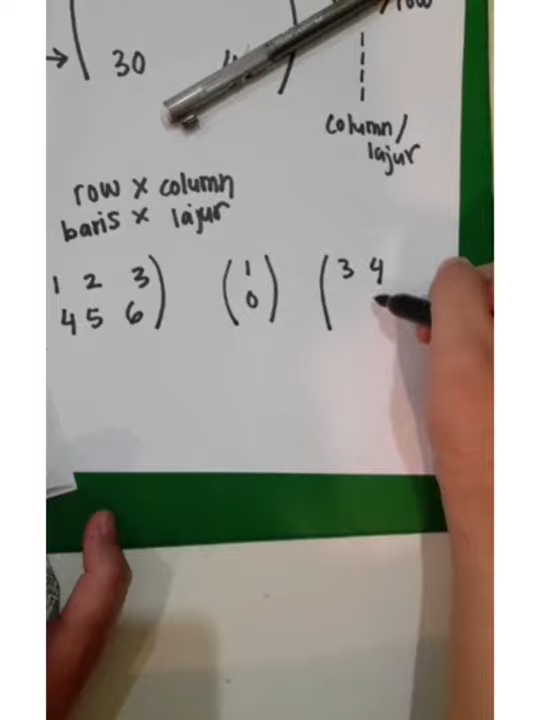 row
→ 30
column/
lajur
row x column
baris x lajur
1 2 3) (1) (3 4
4 5 6 0